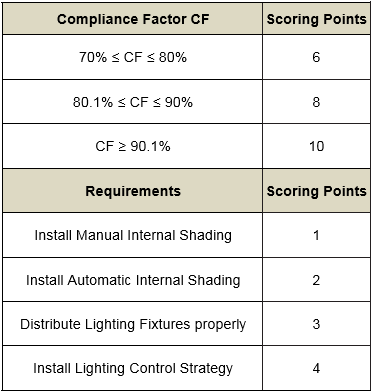 Compliance Factor CF Scoring Points
70% ≤ CF ≤ 80% 6
80.1% ≤ CF ≤ 90% 8
CF ≥ 90.1% 10
Requirements Scoring Points
Install Manual Internal Shading 1
Install Automatic Internal Shading 2
Distribute Lighting Fixtures properly 3
Install Lighting Control Strategy 4